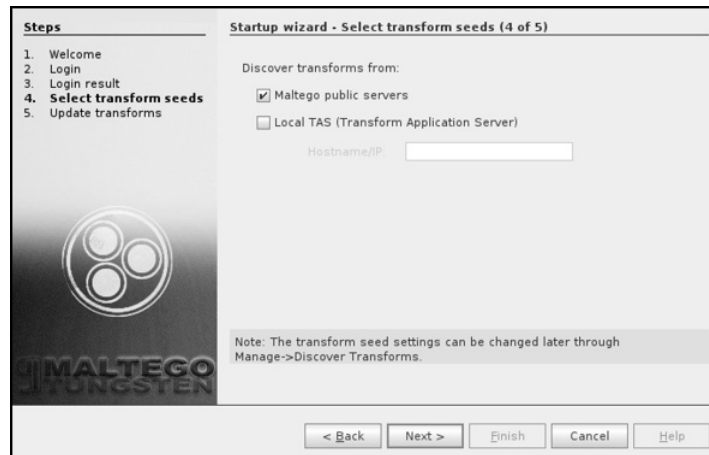 Steps
1. Welcome
2. Login
3. Login result
4. Select transform seeds
5. Update transforms
MALTEGO
TUNGSTEN
Startup wizard - Select transform seeds (4 of 5)
Discover transforms from:
Maltego public servers
Local TAS (Transform Application Server)
Hostname/IP:
Note: The transform seed settings can be changed later through
Manage->Discover Transforms.
< Back
Next >
Finish
Cancel
Help